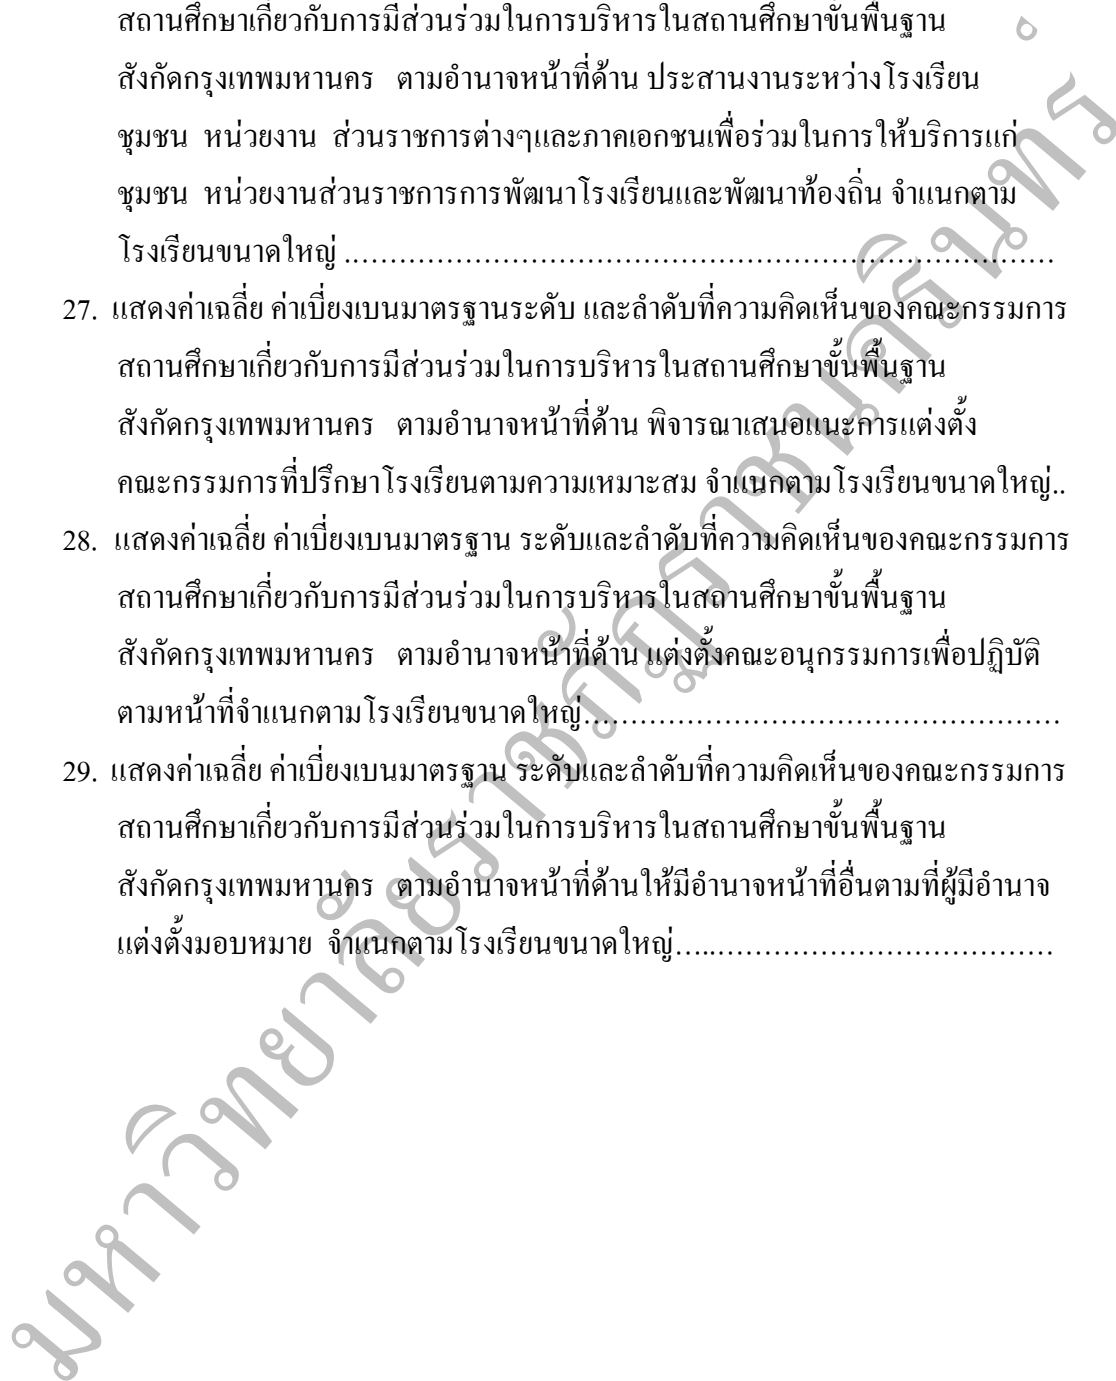 สถานศึกษาเกี่ยวกับการมีส่วนร่วมในการบริหารในสถานศึกษาขั้นพื้นฐาน
สังกัดกรุงเทพมหานคร ตามอำนาจหน้าที่ด้าน ประสานงานระหว่างโรงเรียน
ชุมชน หน่วยงาน ส่วนราชการต่างๆและภาคเอกชนเพื่อร่วมในการให้บริการแก่
ชุมชน หน่วยงานส่วนราชการการพัฒนาโรงเรียนและพัฒนาท้องถิ่น จำแนกตาม
โรงเรียนขนาดใหญ่ ................................................................................
27. แสดงค่าเฉลี่ย ค่าเบี่ยงเบนมาตรฐานระดับ และลำดับที่ความคิดเห็นของคณะกรรมการ
สถานศึกษาเกี่ยวกับการมีส่วนร่วมในการบริหารในสถานศึกษาขั้นพื้นฐาน
สังกัดกรุงเทพมหานคร ตามอำนาจหน้าที่ด้าน พิจารณาเสนอแนะการแต่งตั้ง
คณะกรรมการที่ปรึกษาโรงเรียนตามความเหมาะสม จำแนกตามโรงเรียนขนาดใหญ่..
28. แสดงค่าเฉลี่ย ค่าเบี่ยงเบนมาตรฐาน ระดับและลำดับที่ความคิดเห็นของคณะกรรมการ
สถานศึกษาเกี่ยวกับการมีส่วนร่วมในการบริหารในสถานศึกษาขั้นพื้นฐาน
สังกัดกรุงเทพมหานคร ตามอำนาจหน้าที่ด้าน แต่งตั้งคณะอนุกรรมการเพื่อปฏิบัติ
ตามหน้าที่จำแนกตามโรงเรียนขนาดใหญ่......................................................
29. แสดงค่าเฉลี่ย ค่าเบี่ยงเบนมาตรฐาน ระดับและลำดับที่ความคิดเห็นของคณะกรรมการ
สถานศึกษาเกี่ยวกับการมีส่วนร่วมในการบริหารในสถานศึกษาขั้นพื้นฐาน
สังกัดกรุงเทพมหานคร ตามอำนาจหน้าที่ด้านให้มีอำนาจหน้าที่อื่นตามที่ผู้มีอำนาจ
แต่งตั้งมอบหมาย จำแนกตามโรงเรียนขนาดใหญ่..........................................
มหาวิทยาลัยราชภัฏราชนครินทร์